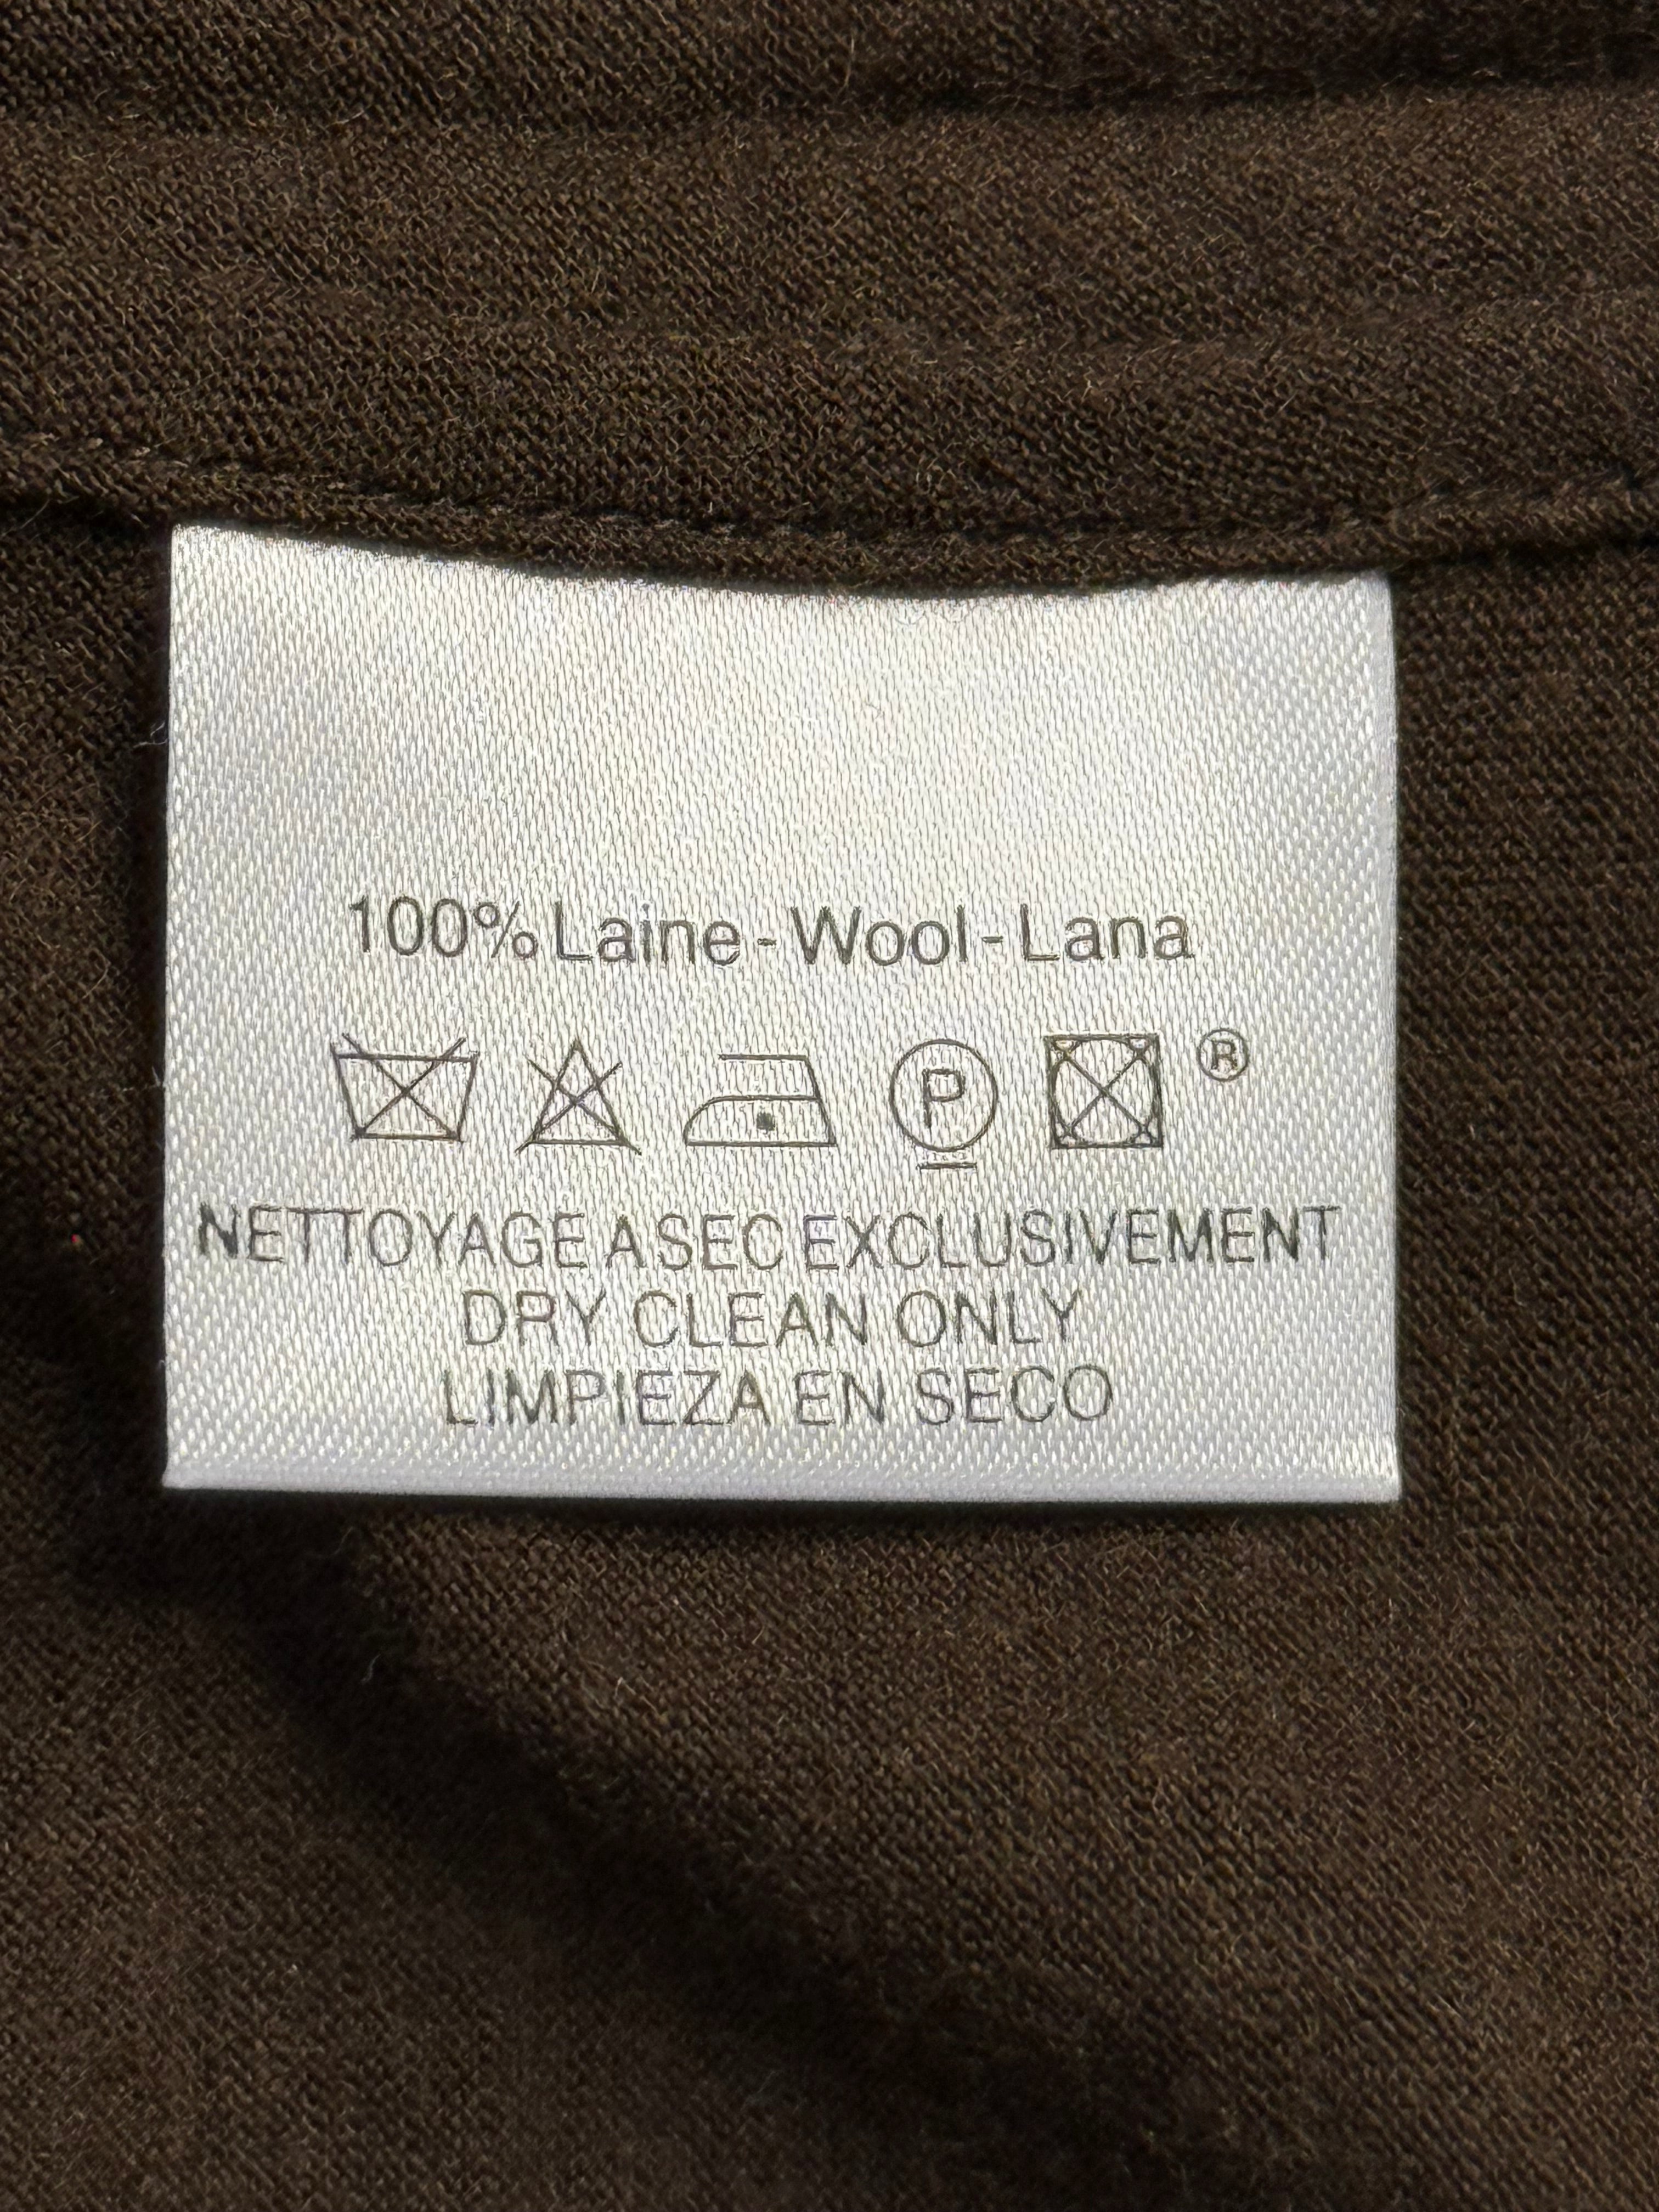 100% Laine - Wool - Lana
P ®
NETTOYAGE A SEC EXCLUSIVEMENT
DRY CLEAN ONLY
LIMPIEZA EN SECO